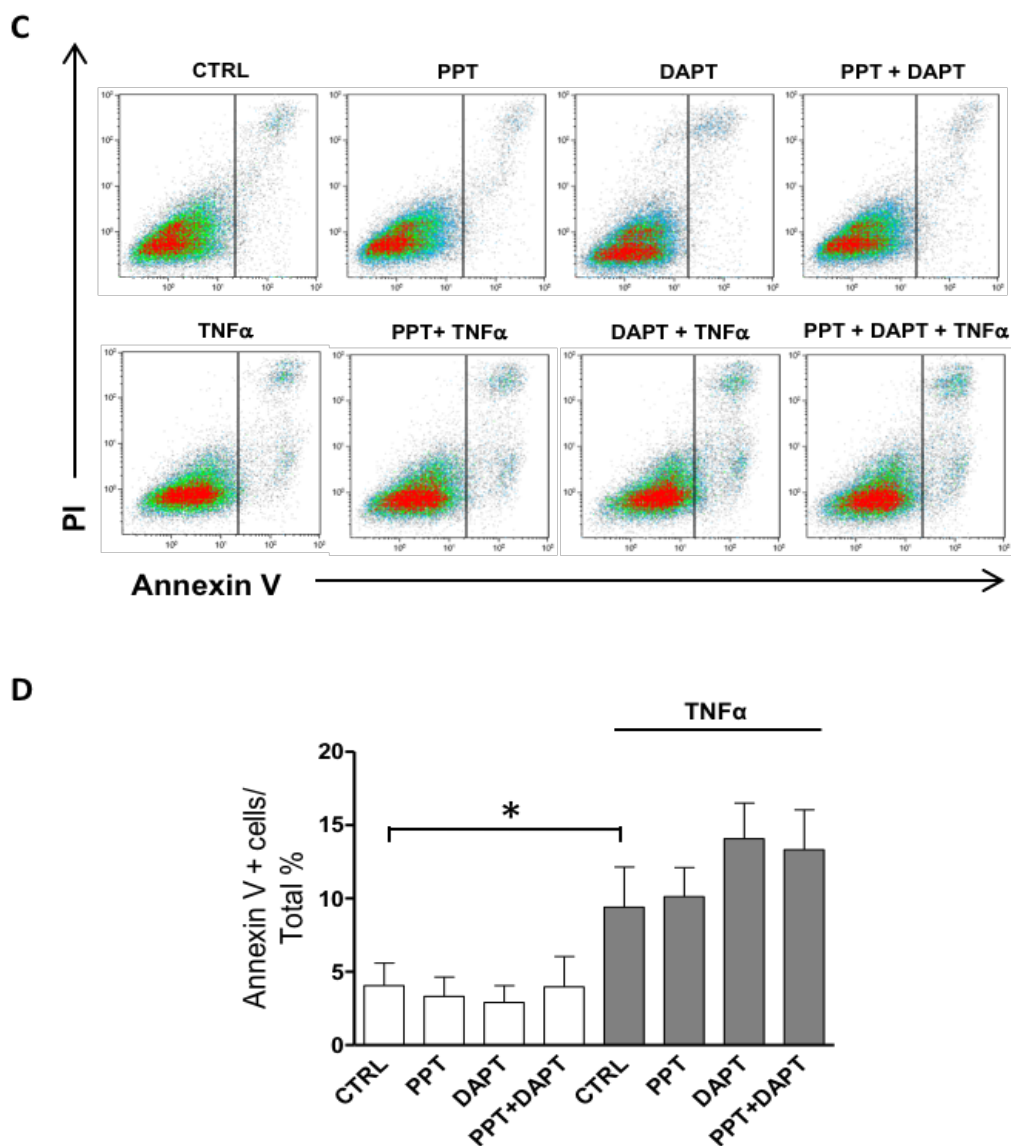 C
CTRL PPT DAPT PPT + DAPT
TNFα PPT+ TNFα DAPT + TNFα PPT + DAPT + TNFα
PI
Annexin V
D
TNFα
Annexin V + cells/
Total %
20
15
10
5
0
*
CTRL PPT DAPT PPT+DAPT CTRL PPT DAPT PPT+DAPT